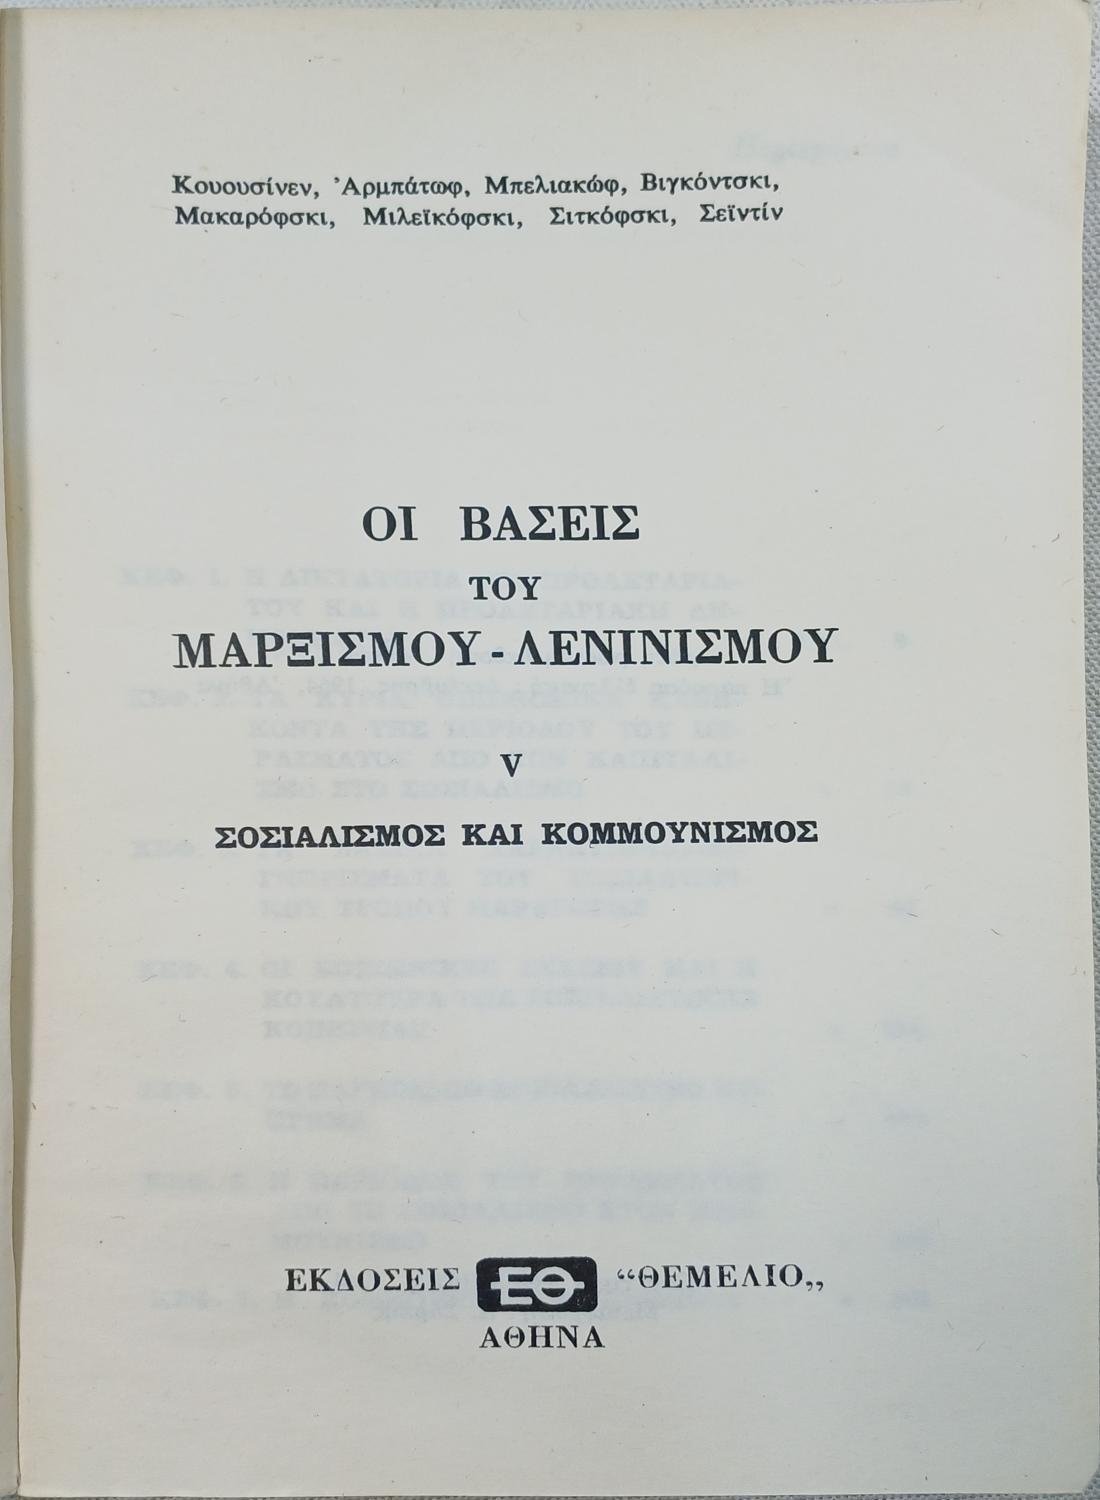 Κουουσίνεν, Ἀρμπάτωφ, Μπελιακώφ, Βιγκόντσκι,
Μακαρόφσκι, Μιλεϊκόφσκι, Σιτκόφσκι, Σεϊντίν
ΟΙ ΒΑΣΕΙΣ
ΤΟΥ
ΜΑΡΞΙΣΜΟΥ - ΛΕΝΙΝΙΣΜΟΥ
V
ΣΟΣΙΑΛΙΣΜΟΣ ΚΑΙ ΚΟΜΜΟΥΝΙΣΜΟΣ
ΕΚΔΟΣΕΙΣ ΕΘ “ΘΕΜΕΛΙΟ„
ΑΘΗΝΑ